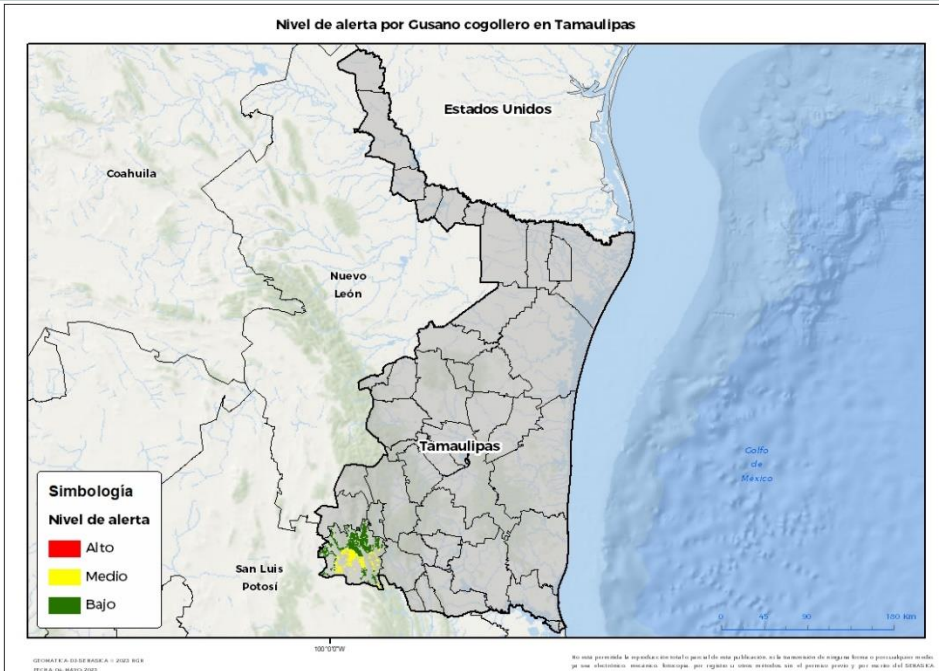 Nivel de alerta por Gusano cogollero en Tamaulipas
Estados Unidos
Coahuila
Nuevo
León
Tamaulipas
Golfo
de
México
Simbología
Nivel de alerta
Alto
Medio
Bajo
San Luis
Potosí
0 45 180 Km
100°0'0"W